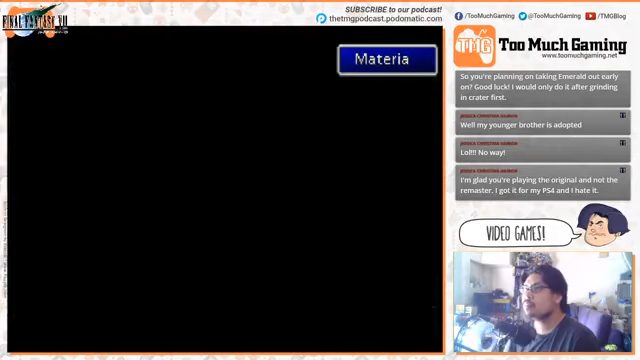 FINAL FANTASY VII
SUBSCRIBE to our podcast!
thetmgpodcast.podomatic.com
/TooMuchGaming
@TooMuchGaming
/TMGBlog
TMG
Too Much Gaming
www.toomuchgaming.net
Materia
So you're planning on taking Emerald out early
on? Good luck! I would only do it after grinding
in crater first.
Well my younger brother is adopted
Lol!!! No way!
I'm glad you're playing the original and not the
remaster. I got it for my PS4 and I hate it.
VIDEO GAMES!